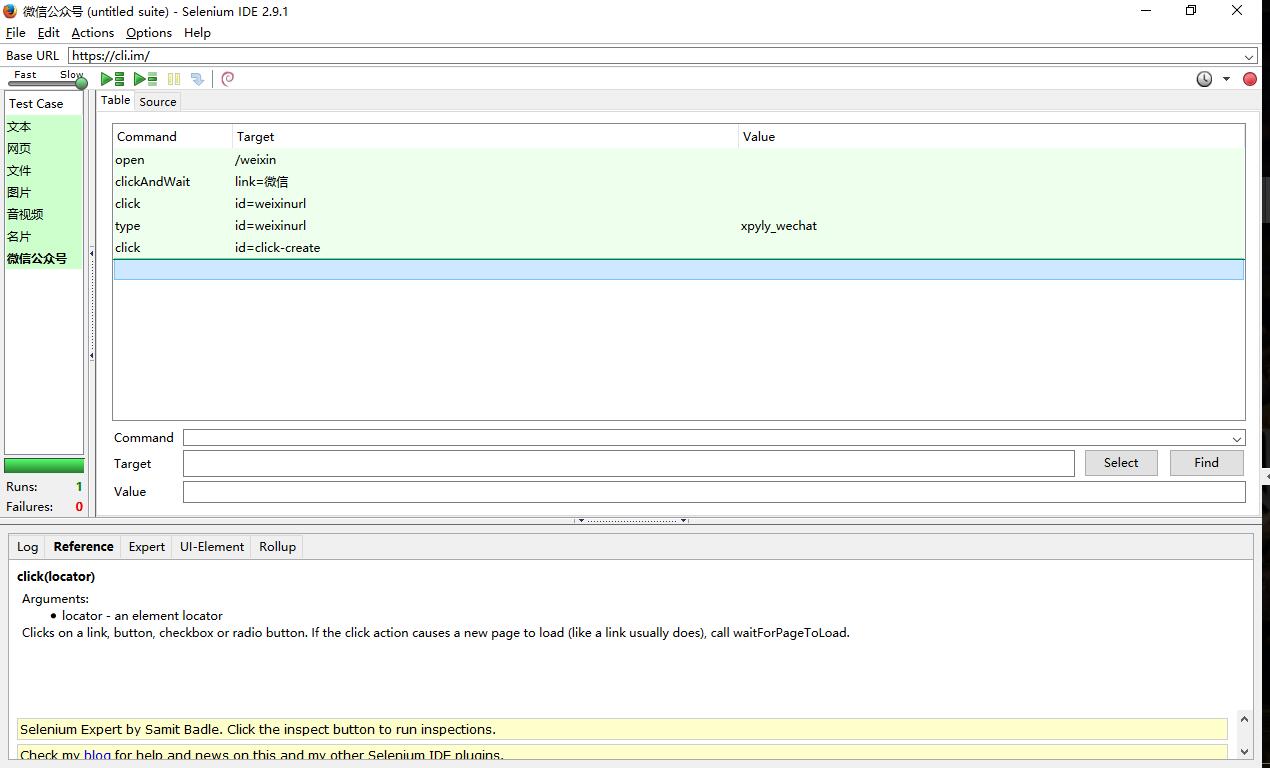 微信公众号 (untitled suite) - Selenium IDE 2.9.1
File Edit Actions Options Help
Base URL https://cli.im/
Fast Slow
Test Case
文本
网页
文件
图片
音视频
名片
微信公众号
Runs: 1
Failures: 0
Table Source
Command Target Value
open /weixin
clickAndWait link=微信
click id=weixinurl
type id=weixinurl xpyly_wechat
click id=click-create
Command
Target Select Find
Value
Log Reference Expert UI-Element Rollup
click(locator)
Arguments:
• locator - an element locator
Clicks on a link, button, checkbox or radio button. If the click action causes a new page to load (like a link usually does), call waitForPageToLoad.
Selenium Expert by Samit Badle. Click the inspect button to run inspections.
Check my blog for help and news on this and my other Selenium IDE plugins.